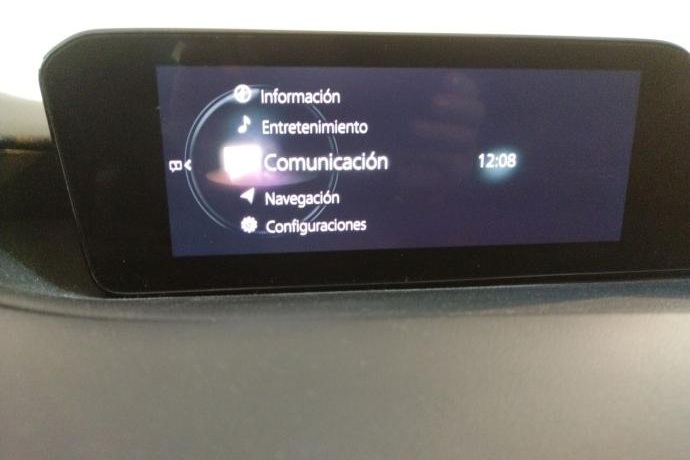 Información
Entretenimiento
Comunicación
12:08
Navegación
Configuraciones